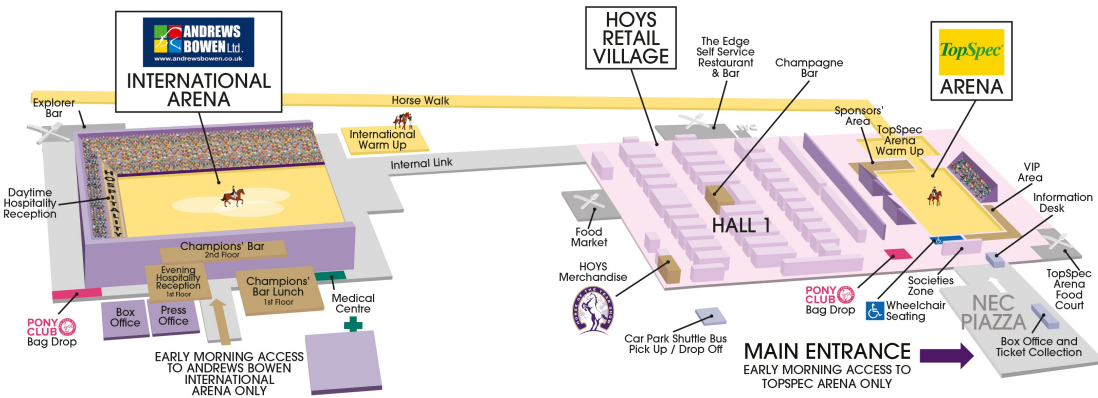 ANDREWS
BOWEN Ltd.
www.andrewsbowen.co.uk
INTERNATIONAL
ARENA
HOYS
RETAIL
VILLAGE
The Edge
Self Service
Restaurant
& Bar
Champagne
Bar
TopSpec
ARENA
Explorer
Bar
Horse Walk
International
Warm Up
Internal Link
WC
Sponsors'
Area
TopSpec
Arena
Warm Up
VIP
Area
Information
Desk
Daytime
Hospitality
Reception
HOSPITALITY
Food
Market
HALL 1
Champions' Bar
2nd Floor
Evening
Hospitality
Reception
1st Floor
Champions'
Bar Lunch
1st Floor
Medical
Centre
HOYS
Merchandise
PONY
CLUB
Bag Drop
Box
Office
Press
Office
EARLY MORNING ACCESS
TO ANDREWS BOWEN
INTERNATIONAL
ARENA ONLY
Car Park Shuttle Bus
Pick Up / Drop Off
PONY
CLUB
Bag Drop
Wheelchair
Seating
Societies
Zone
NEC
PIAZZA
TopSpec
Arena
Food
Court
Box Office and
Ticket Collection
MAIN ENTRANCE
EARLY MORNING ACCESS TO
TOPSPEC ARENA ONLY